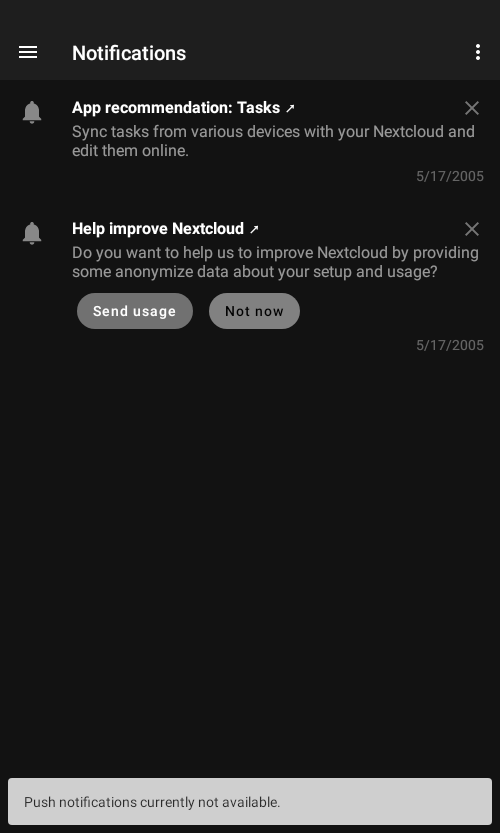 Notifications
App recommendation: Tasks ↗
Sync tasks from various devices with your Nextcloud and
edit them online.
5/17/2005
Help improve Nextcloud ↗
Do you want to help us to improve Nextcloud by providing
some anonymize data about your setup and usage?
Send usage
Not now
5/17/2005
Push notifications currently not available.